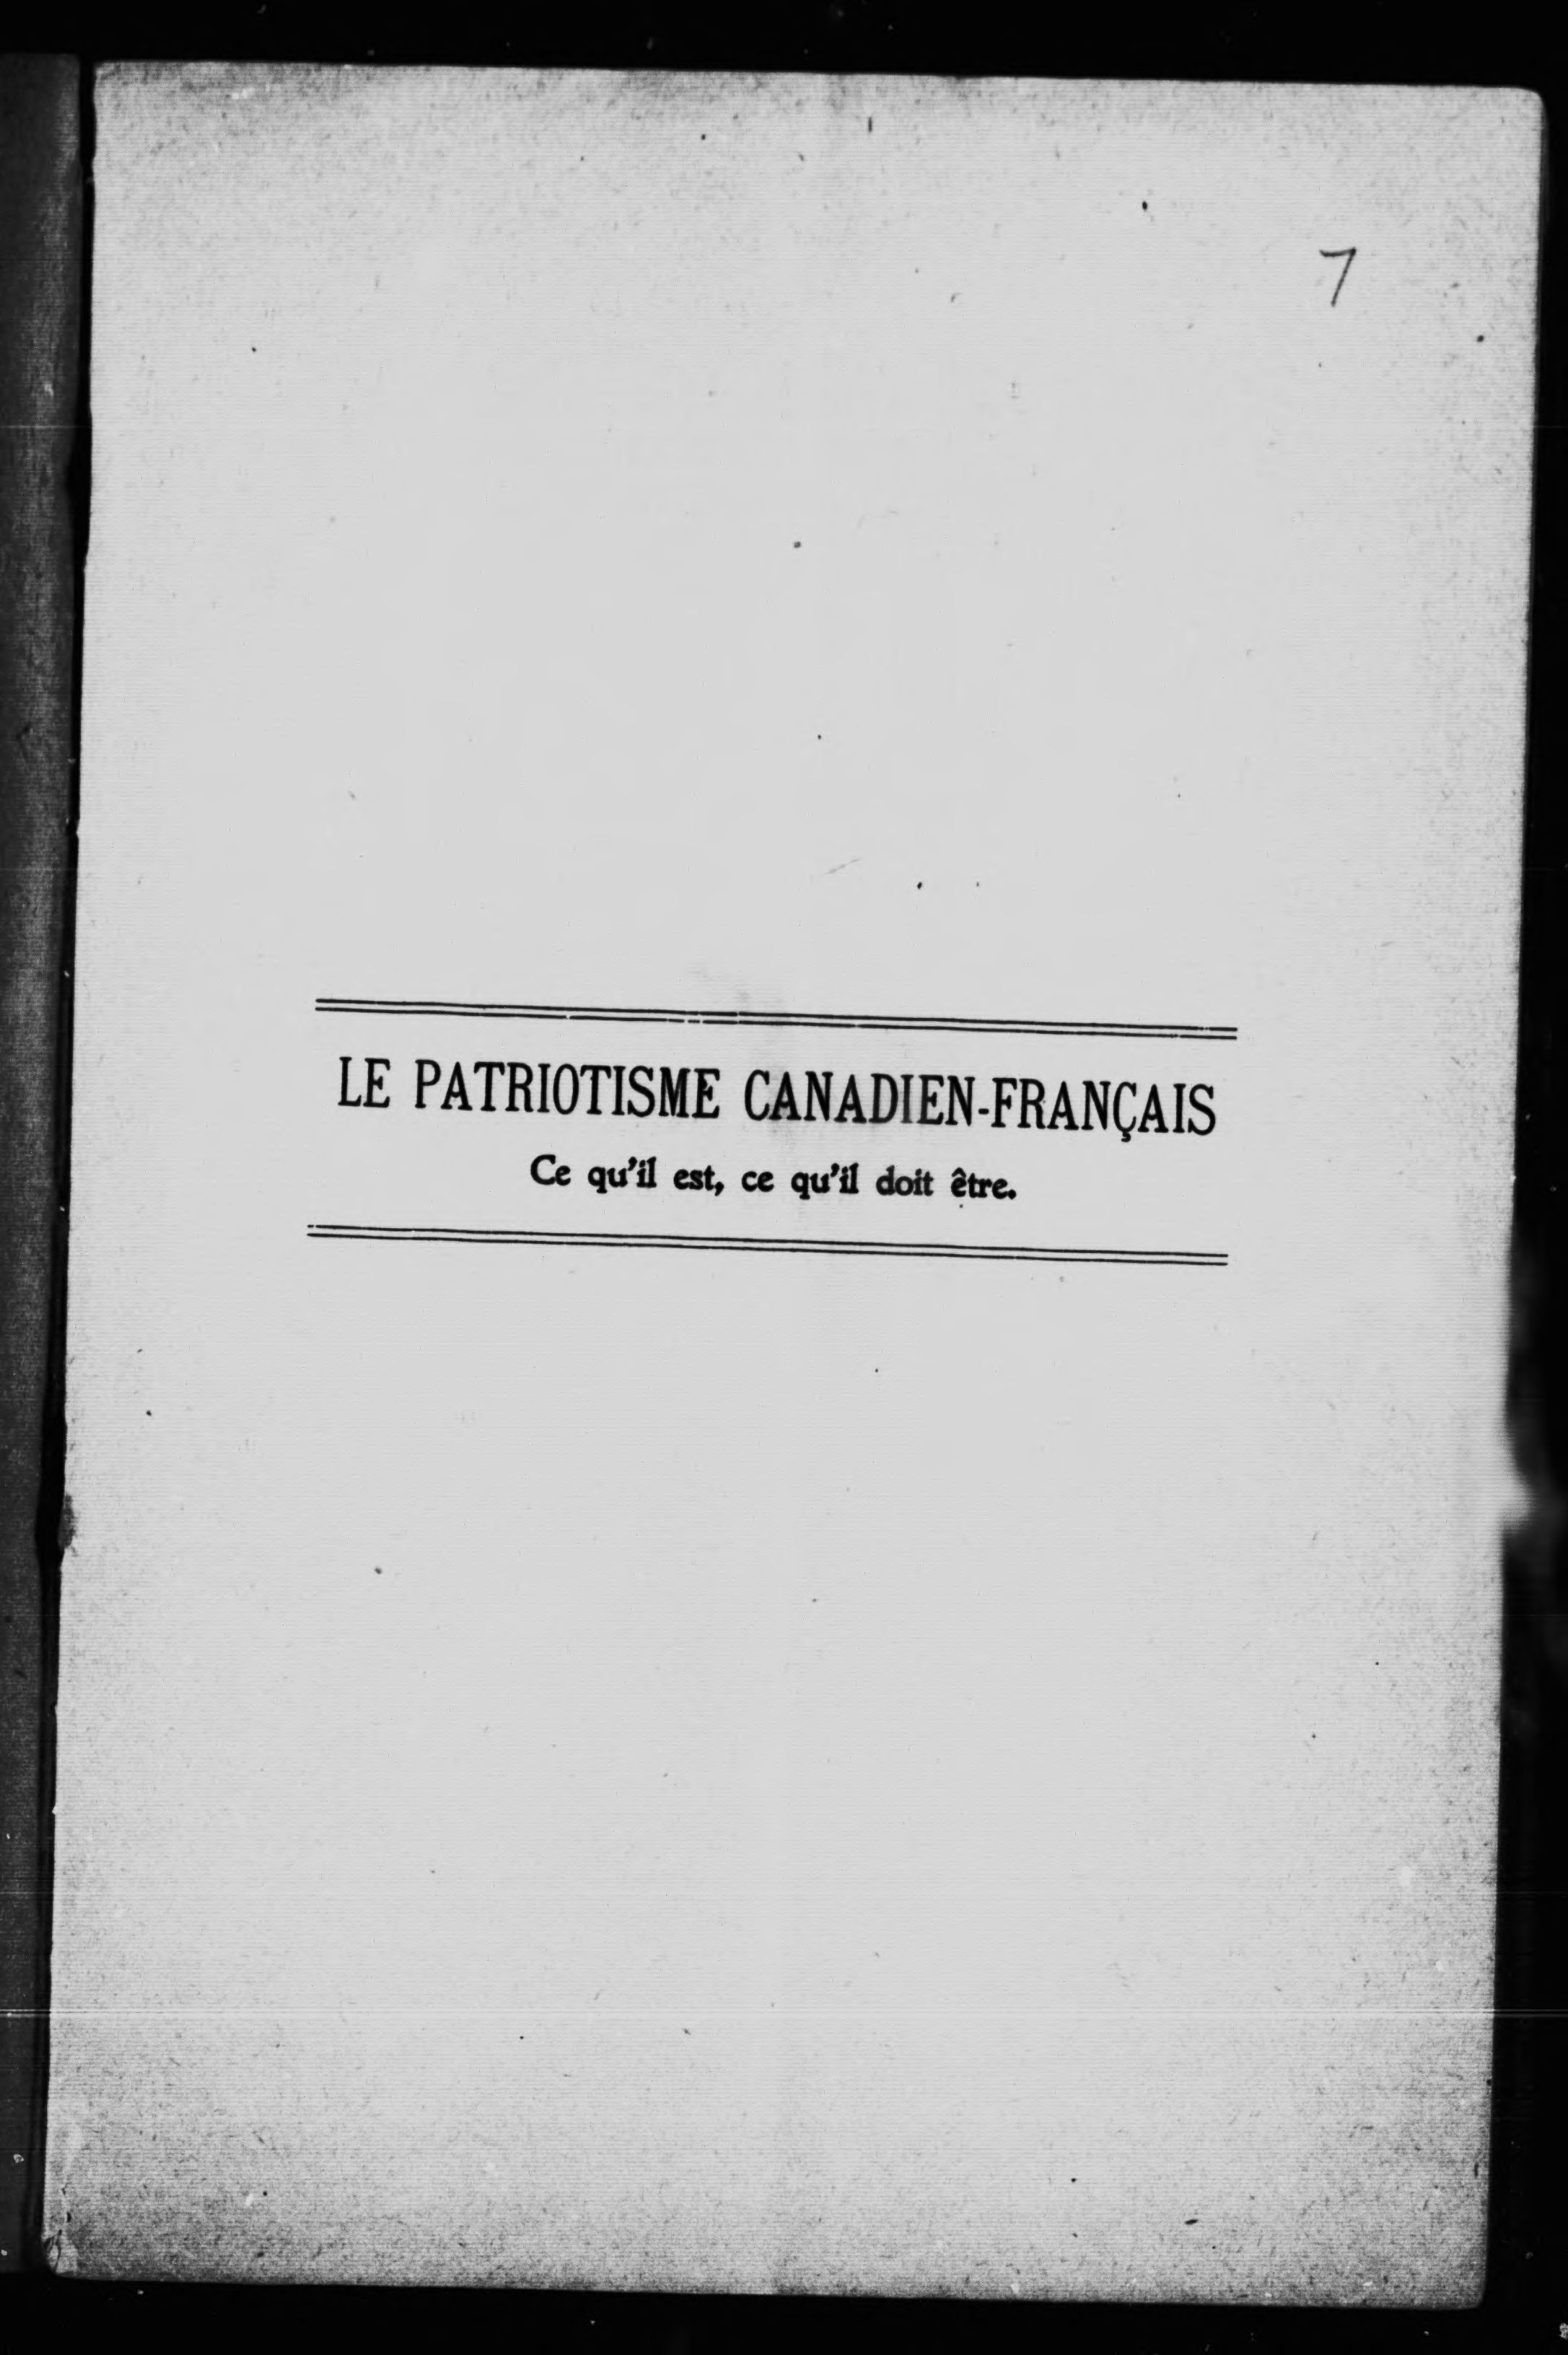 7
LE PATRIOTISME CANADIEN-FRANÇAIS
Ce qu'il est, ce qu'il doit être.